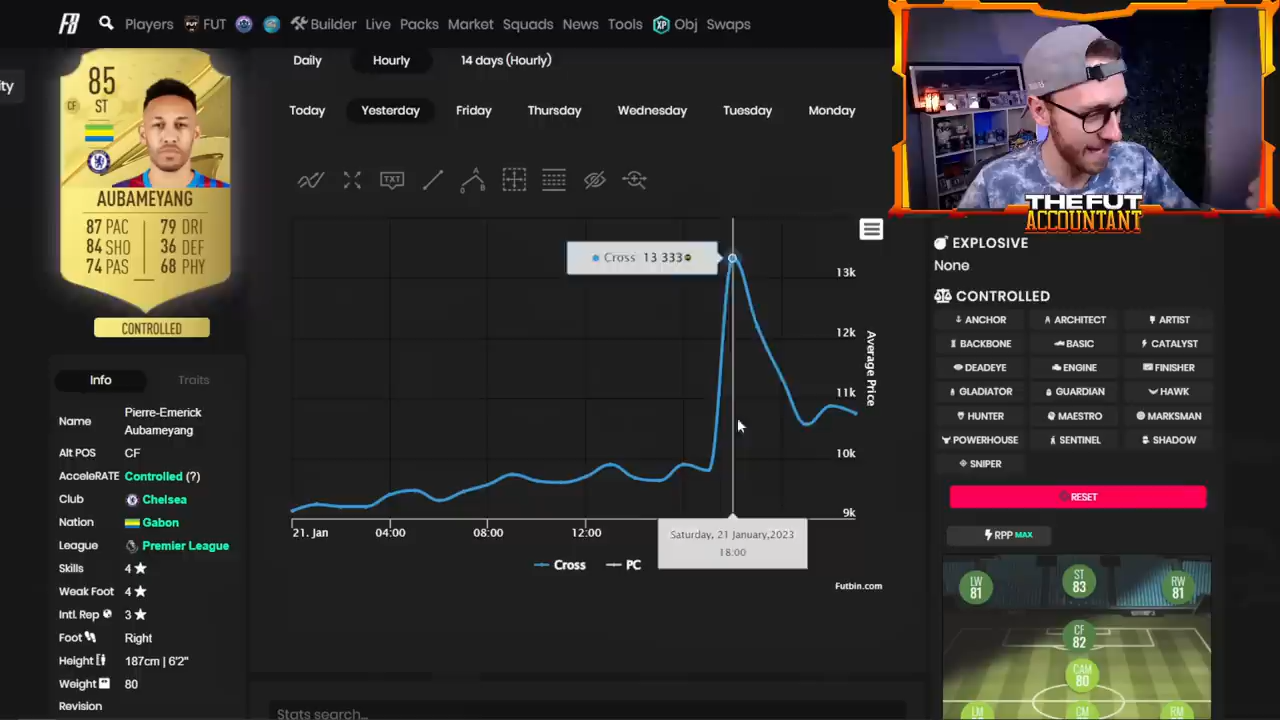 Players FUT Builder Live Packs Market Squads News Tools XP Obj Swaps
Daily Hourly 14 days (Hourly)
ity
Today Yesterday Friday Thursday Wednesday Tuesday Monday
85
ST
CF
AUBAMEYANG
87 PAC 79 DRI
84 SHO 36 DEF
74 PAS 68 PHY
CONTROLLED
TXT
Cross 13 333
13k
12k
11k
10k
9k
Average Price
21. Jan 04:00 08:00 12:00
Saturday, 21 January,2023
18:00
Cross PC
Futbin.com
Stats search...
Info Traits
Name Pierre-Emerick Aubameyang
Alt POS CF
AcceleRATE Controlled (?)
Club Chelsea
Nation Gabon
League Premier League
Skills 4
Weak Foot 4
Intl. Rep 3
Foot Right
Height 187cm | 6'2"
Weight 80
Revision
THE FUT
ACCOUNTANT
EXPLOSIVE
None
CONTROLLED
ANCHOR ARCHITECT ARTIST
BACKBONE BASIC CATALYST
DEADEYE ENGINE FINISHER
GLADIATOR GUARDIAN HAWK
HUNTER MAESTRO MARKSMAN
POWERHOUSE SENTINEL SHADOW
SNIPER
RESET
RPP MAX
LW 81 ST 83 RW 81
CF 82
CAM 80
LM CM RM